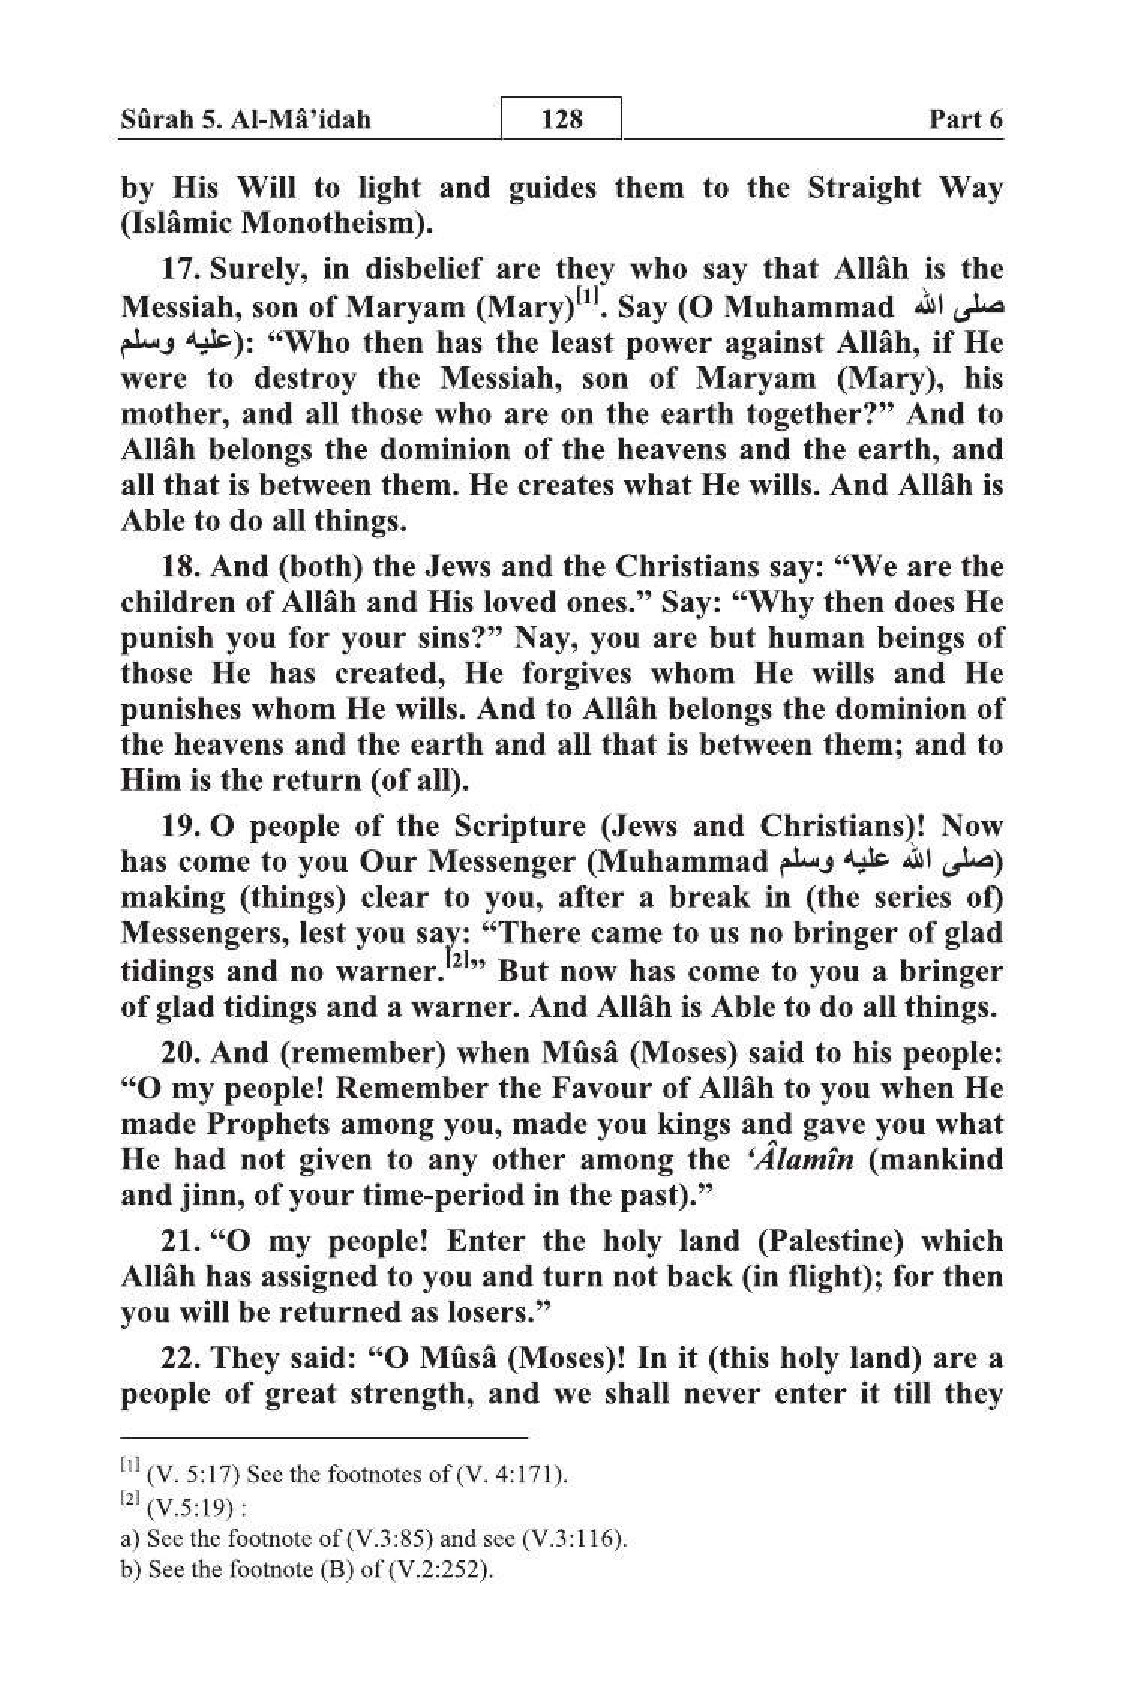 Sûrah 5. Al-Mâ’idah 128 Part 6
by His Will to light and guides them to the Straight Way
(Islâmic Monotheism).
17. Surely, in disbelief are they who say that Allâh is the
Messiah, son of Maryam (Mary)[1]. Say (O Muhammad صلى الله
عليه وسلم): “Who then has the least power against Allâh, if He
were to destroy the Messiah, son of Maryam (Mary), his
mother, and all those who are on the earth together?” And to
Allâh belongs the dominion of the heavens and the earth, and
all that is between them. He creates what He wills. And Allâh is
Able to do all things.
18. And (both) the Jews and the Christians say: “We are the
children of Allâh and His loved ones.” Say: “Why then does He
punish you for your sins?” Nay, you are but human beings of
those He has created, He forgives whom He wills and He
punishes whom He wills. And to Allâh belongs the dominion of
the heavens and the earth and all that is between them; and to
Him is the return (of all).
19. O people of the Scripture (Jews and Christians)! Now
has come to you Our Messenger (Muhammad صلى الله عليه وسلم)
making (things) clear to you, after a break in (the series of)
Messengers, lest you say: “There came to us no bringer of glad
tidings and no warner.[2]” But now has come to you a bringer
of glad tidings and a warner. And Allâh is Able to do all things.
20. And (remember) when Mûsâ (Moses) said to his people:
“O my people! Remember the Favour of Allâh to you when He
made Prophets among you, made you kings and gave you what
He had not given to any other among the ‘Âlamîn (mankind
and jinn, of your time-period in the past).”
21. “O my people! Enter the holy land (Palestine) which
Allâh has assigned to you and turn not back (in flight); for then
you will be returned as losers.”
22. They said: “O Mûsâ (Moses)! In it (this holy land) are a
people of great strength, and we shall never enter it till they
[1] (V. 5:17) See the footnotes of (V. 4:171).
[2] (V.5:19) :
a) See the footnote of (V.3:85) and see (V.3:116).
b) See the footnote (B) of (V.2:252).